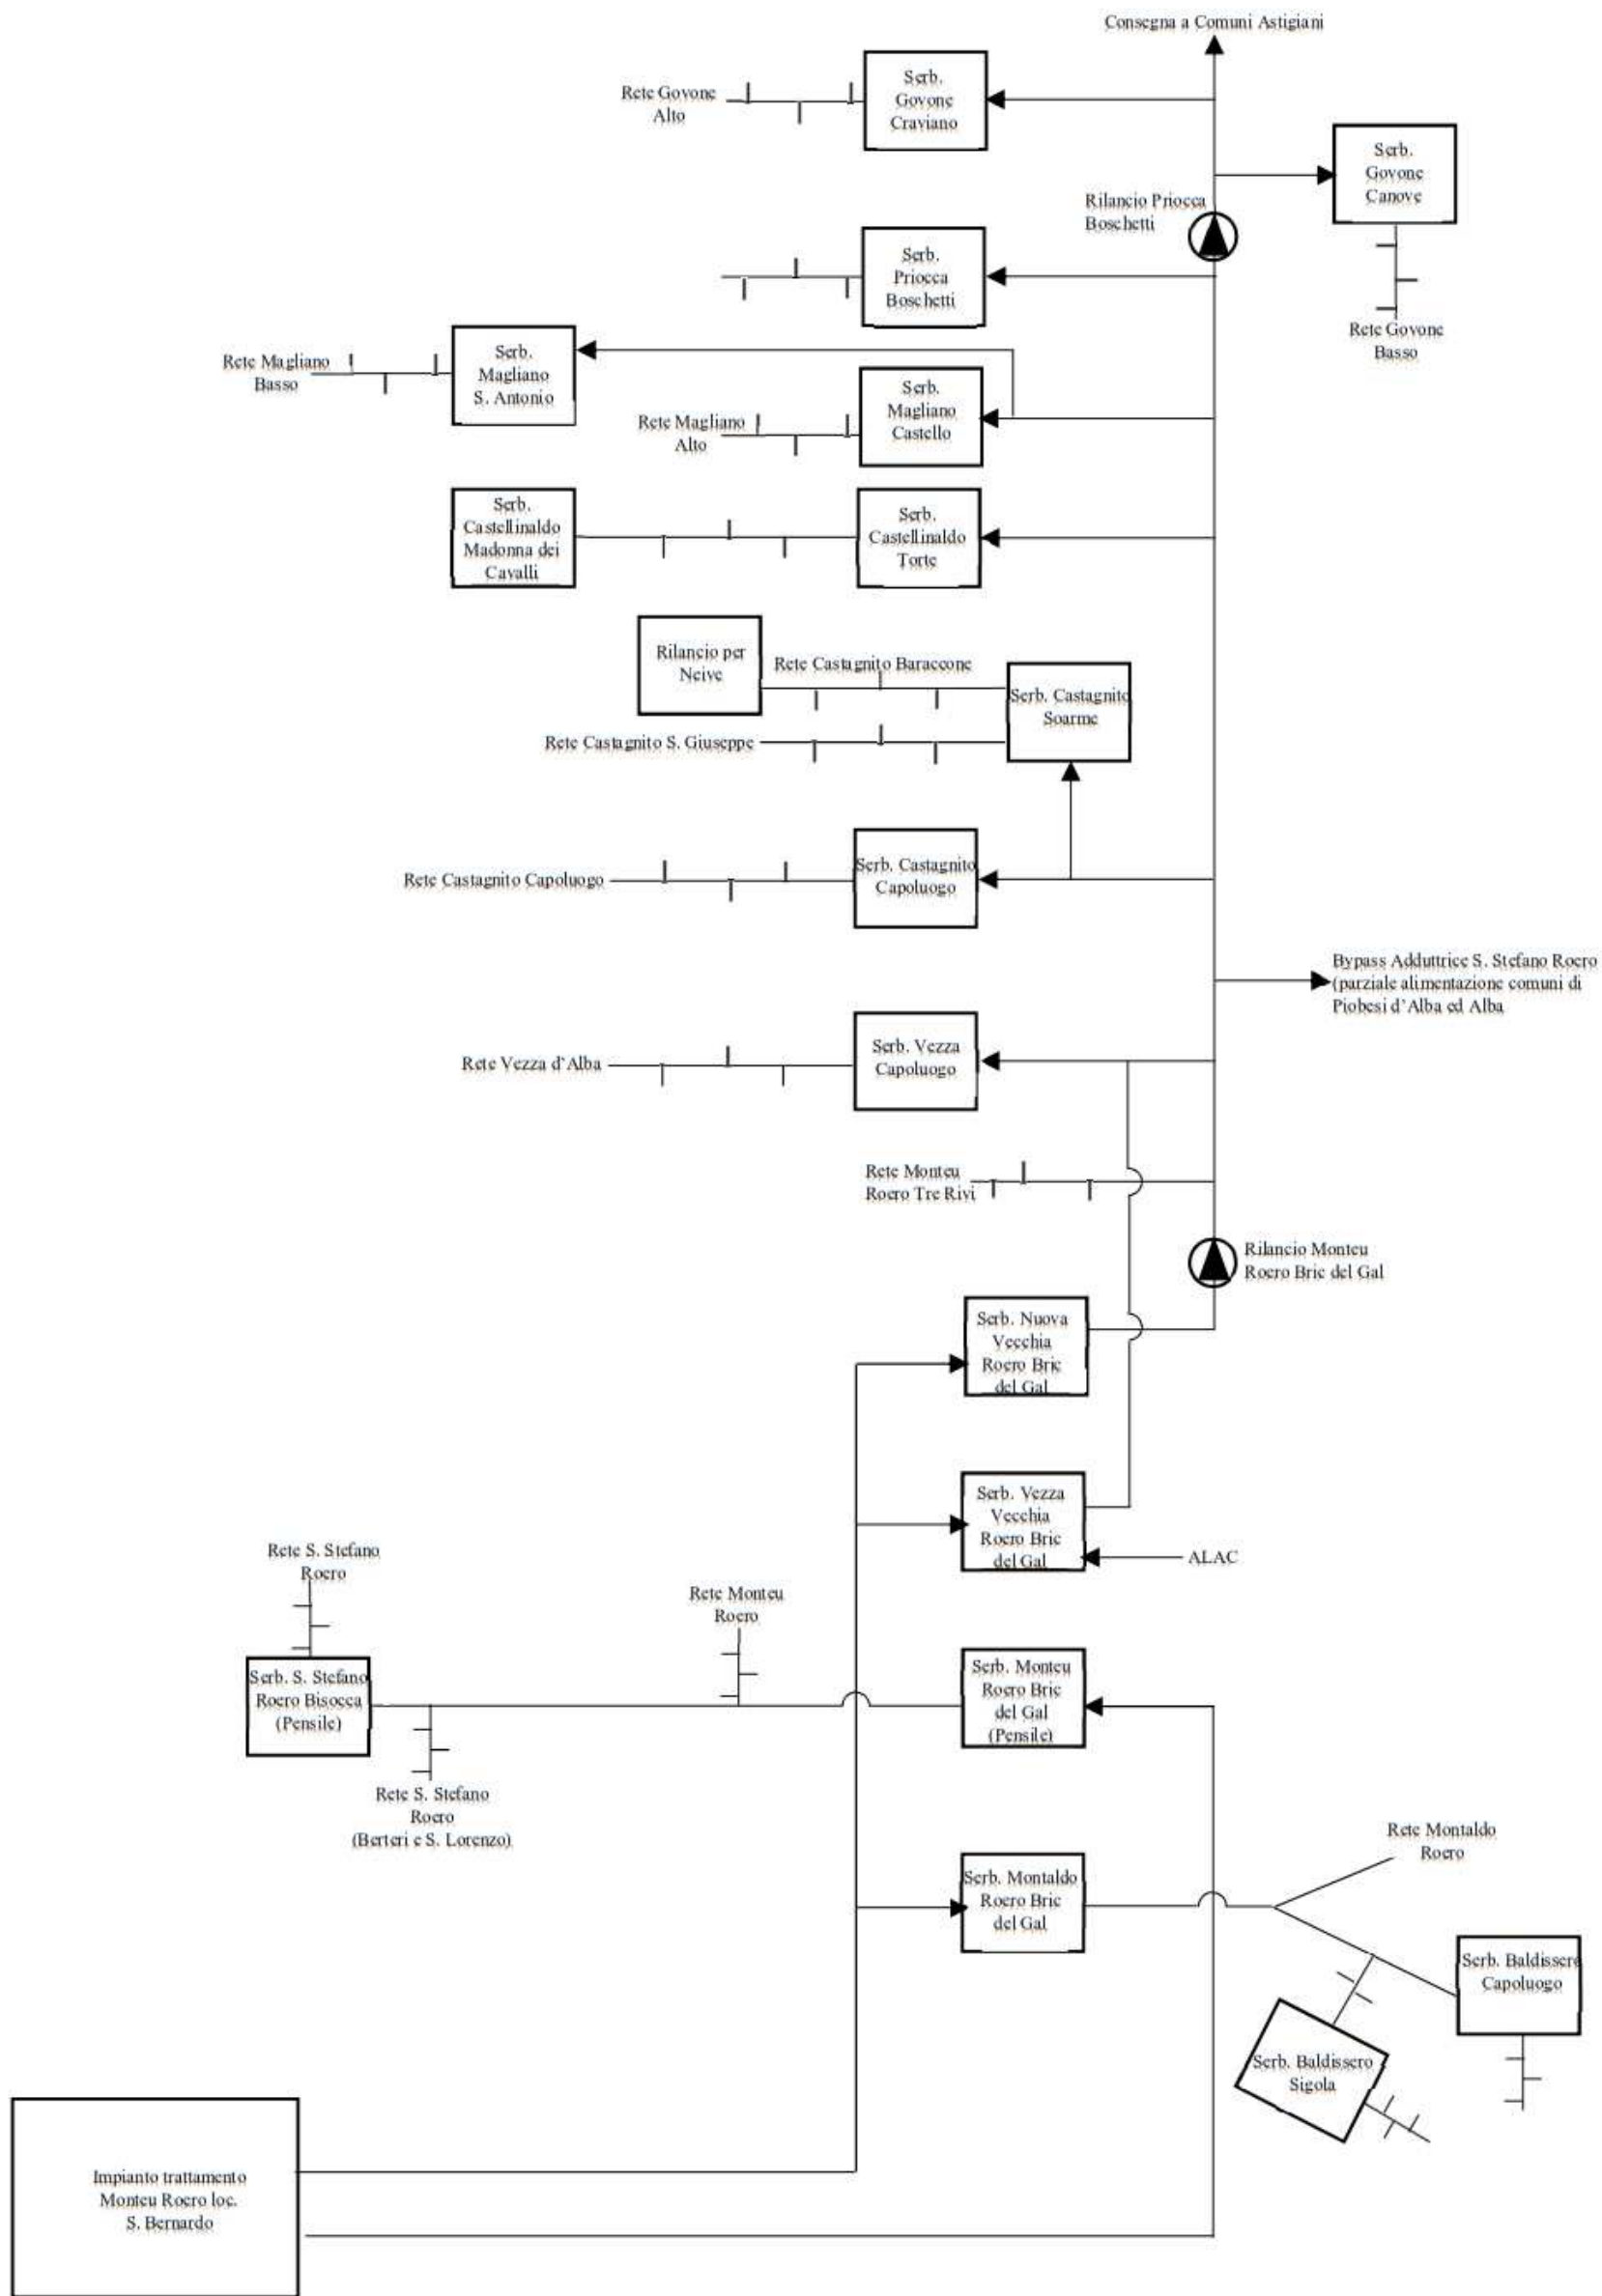 Consegna a Comuni Astigiani
Serb.
Govone
Craviano
Rete Govone
Alto
Serb.
Govone
Canove
Rilancio Priocca
Boschetti
Serb.
Priocca
Boschetti
Rete Govone
Basso
Serb.
Magliano
S. Antonio
Rete Magliano
Basso
Serb.
Magliano
Castello
Rete Magliano
Alto
Serb.
Castellinaldo
Madonna dei
Cavalli
Serb.
Castellinaldo
Torte
Rilancio per
Neive
Rete Castagnito Baraccone
Serb. Castagnito
Soarme
Rete Castagnito S. Giuseppe
Serb. Castagnito
Capoluogo
Rete Castagnito Capoluogo
Bypass Adduttrice S. Stefano Roero
(parziale alimentazione comuni di
Piobesi d'Alba ed Alba
Serb. Vezza
Capoluogo
Rete Vezza d'Alba
Rete Monteu
Roero Tre Rivi
Rilancio Monteu
Roero Bric del Gal
Serb. Nuova
Vecchia
Roero Bric
del Gal
Serb. Vezza
Vecchia
Roero Bric
del Gal
ALAC
Rete S. Stefano
Roero
Rete Monteu
Roero
Serb. S. Stefano
Roero Bisocca
(Pensile)
Serb. Monteu
Roero Bric
del Gal
(Pensile)
Rete S. Stefano
Roero
(Berteri e S. Lorenzo)
Rete Montaldo
Roero
Serb. Montaldo
Roero Bric
del Gal
Serb. Baldissero
Capoluogo
Serb. Baldissero
Sigola
Impianto trattamento
Monteu Roero loc.
S. Bernardo